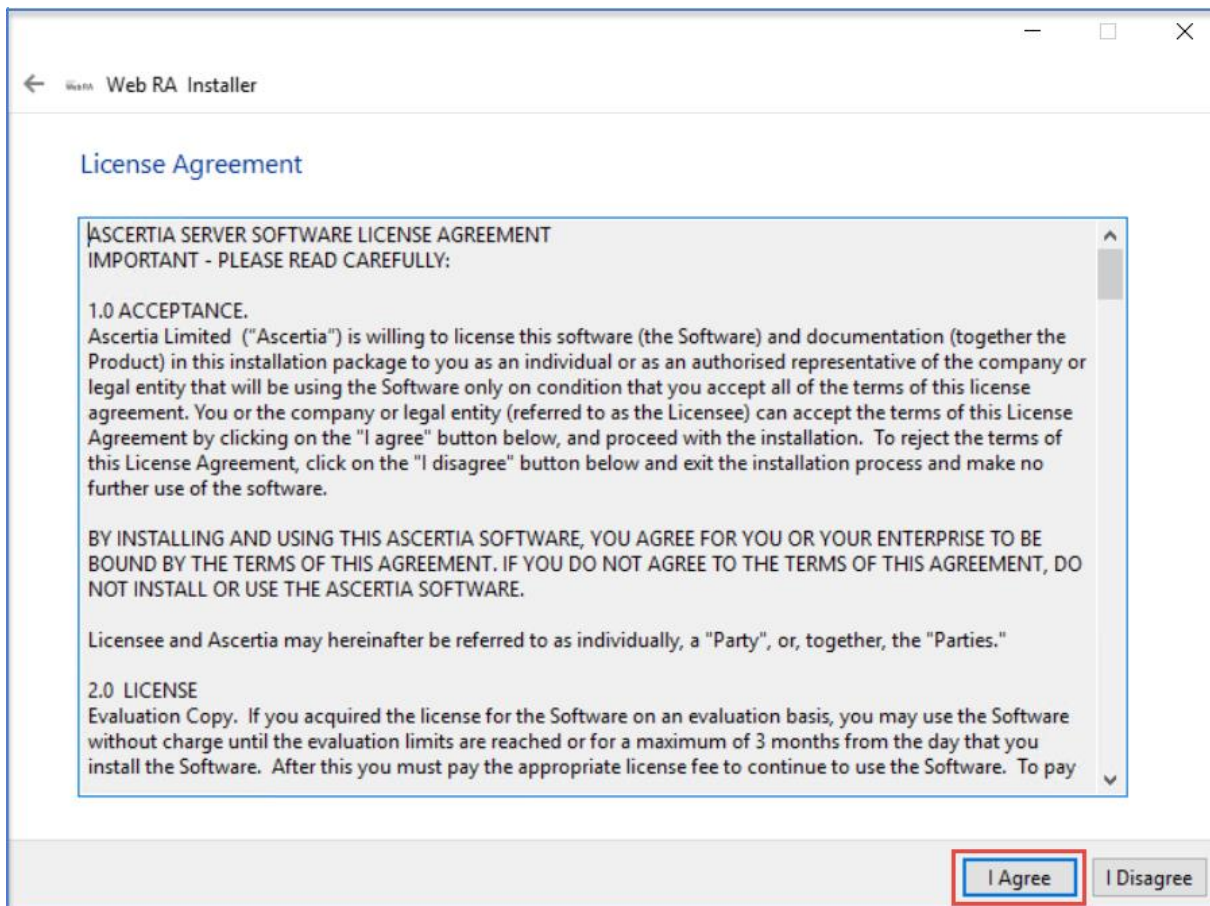 Web RA Installer
License Agreement
ASCERTIA SERVER SOFTWARE LICENSE AGREEMENT
IMPORTANT - PLEASE READ CAREFULLY:
1.0 ACCEPTANCE.
Ascertia Limited ("Ascertia") is willing to license this software (the Software) and documentation (together the
Product) in this installation package to you as an individual or as an authorised representative of the company or
legal entity that will be using the Software only on condition that you accept all of the terms of this license
agreement. You or the company or legal entity (referred to as the Licensee) can accept the terms of this License
Agreement by clicking on the "I agree" button below, and proceed with the installation. To reject the terms of
this License Agreement, click on the "I disagree" button below and exit the installation process and make no
further use of the software.
BY INSTALLING AND USING THIS ASCERTIA SOFTWARE, YOU AGREE FOR YOU OR YOUR ENTERPRISE TO BE
BOUND BY THE TERMS OF THIS AGREEMENT. IF YOU DO NOT AGREE TO THE TERMS OF THIS AGREEMENT, DO
NOT INSTALL OR USE THE ASCERTIA SOFTWARE.
Licensee and Ascertia may hereinafter be referred to as individually, a "Party", or, together, the "Parties."
2.0 LICENSE
Evaluation Copy. If you acquired the license for the Software on an evaluation basis, you may use the Software
without charge until the evaluation limits are reached or for a maximum of 3 months from the day that you
install the Software. After this you must pay the appropriate license fee to continue to use the Software. To pay
I Agree
I Disagree